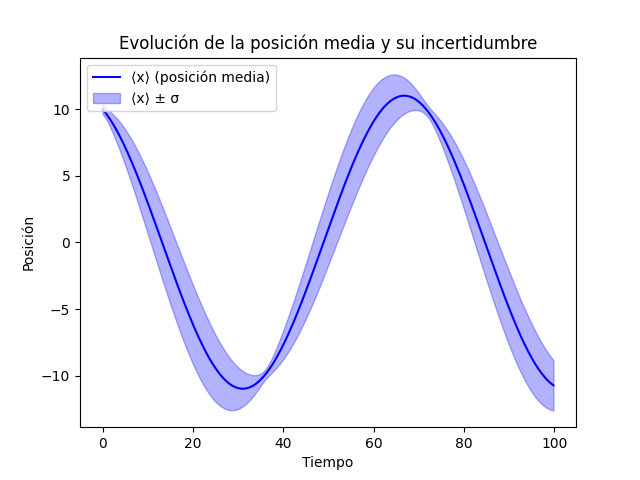 Evolución de la posición media y su incertidumbre
⟨x⟩ (posición media)
⟨x⟩ ± σ
Posición
10
5
0
−5
−10
0 20 40 60 80 100
Tiempo